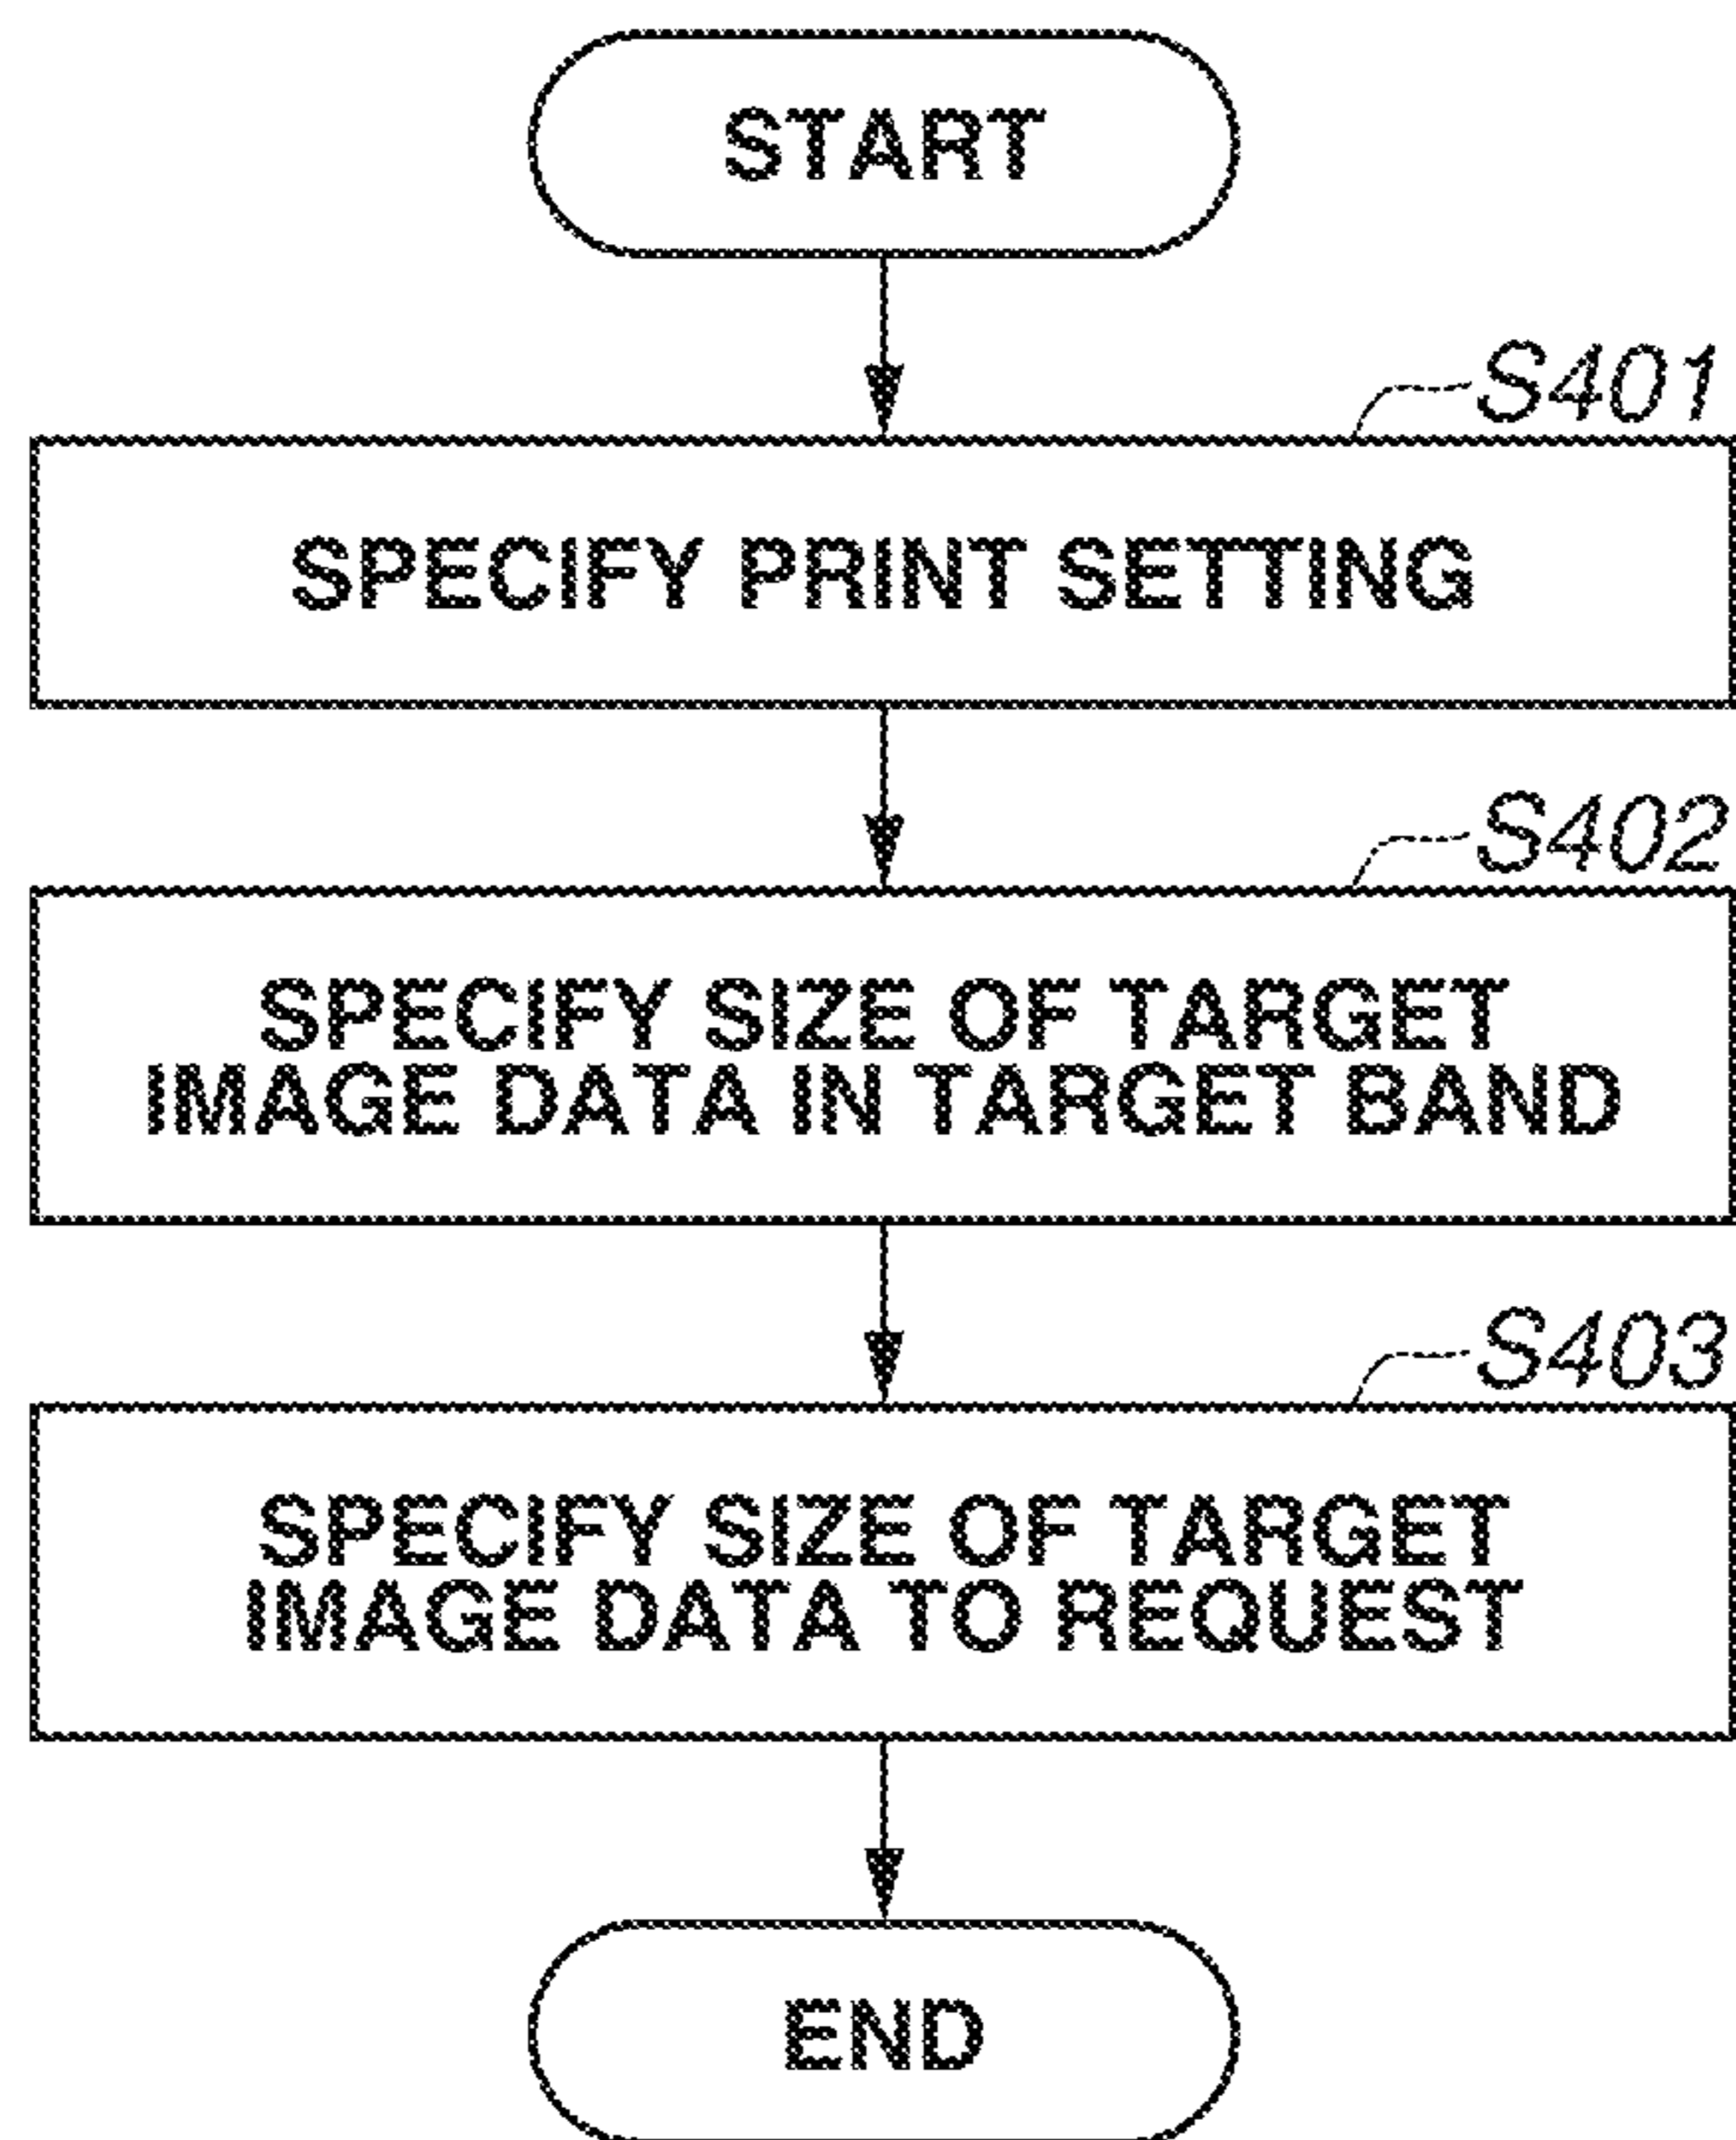 START
S401
SPECIFY PRINT SETTING
S402
SPECIFY SIZE OF TARGET
IMAGE DATA IN TARGET BAND
S403
SPECIFY SIZE OF TARGET
IMAGE DATA TO REQUEST
END